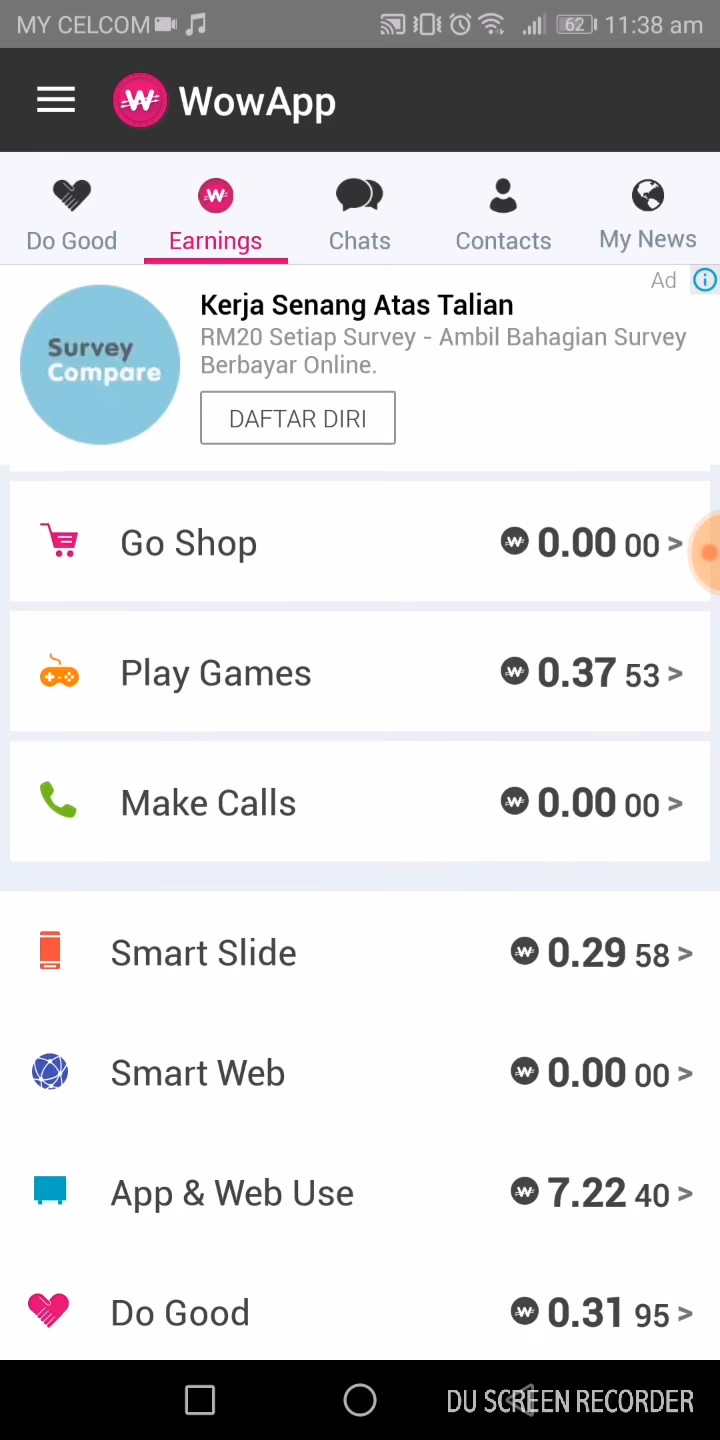 MY CELCOM 62 11:38 am
W WowApp
Do Good Earnings Chats Contacts My News
Ad
Survey Compare
Kerja Senang Atas Talian
RM20 Setiap Survey - Ambil Bahagian Survey
Berbayar Online.
DAFTAR DIRI
Go Shop W 0.00 00 >
Play Games W 0.37 53 >
Make Calls W 0.00 00 >
Smart Slide W 0.29 58 >
Smart Web W 0.00 00 >
App & Web Use W 7.22 40 >
Do Good W 0.31 95 >
DU SCREEN RECORDER